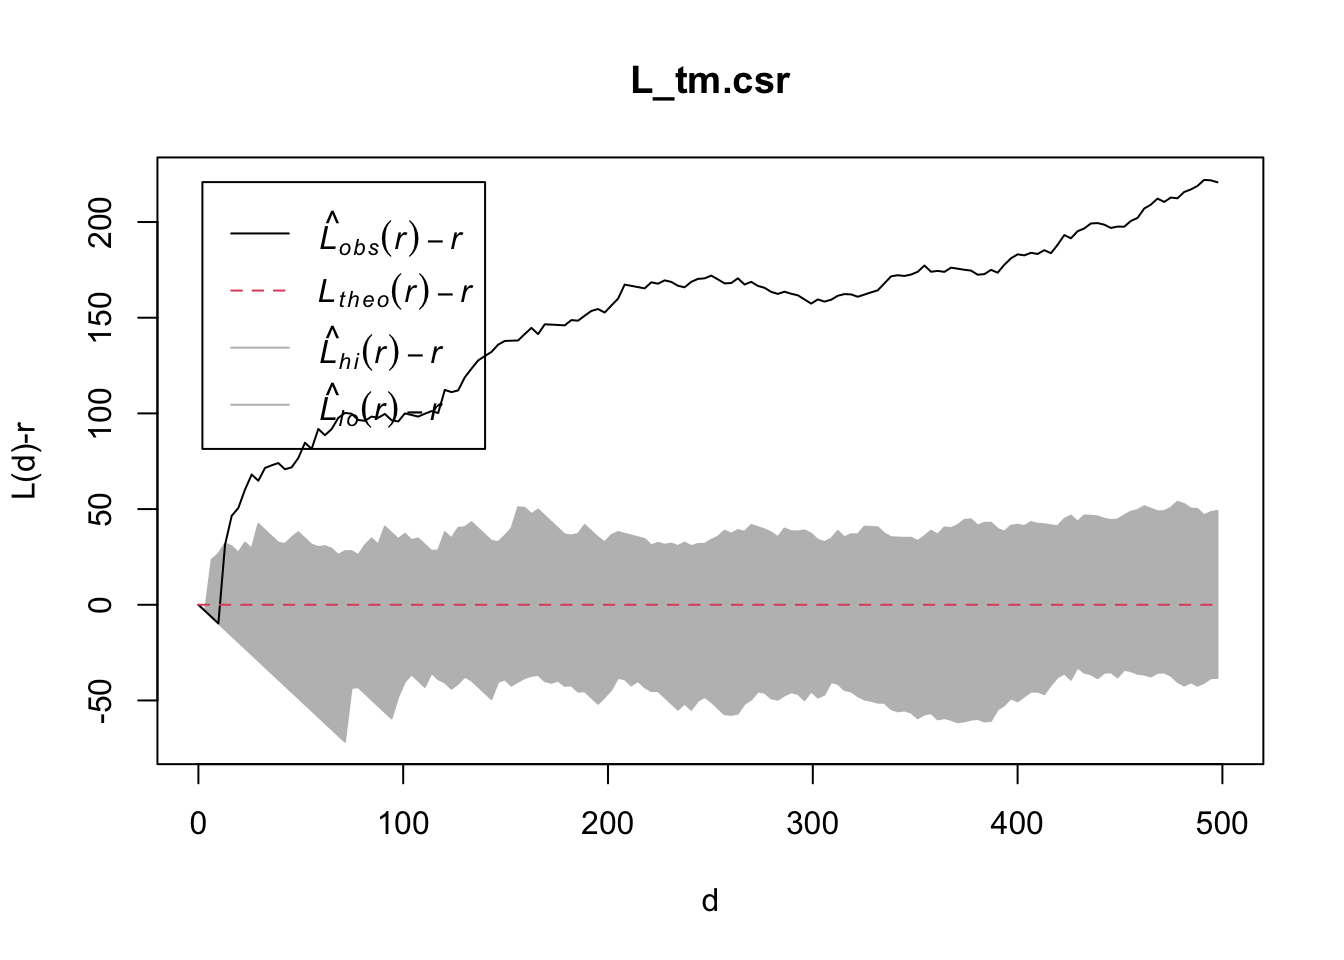 L_tm.csr
L̂obs(r) − r
Ltheo(r) − r
L̂hi(r) − r
L̂lo(r) − r
L(d)-r
200
150
100
50
0
-50
0 100 200 300 400 500
d